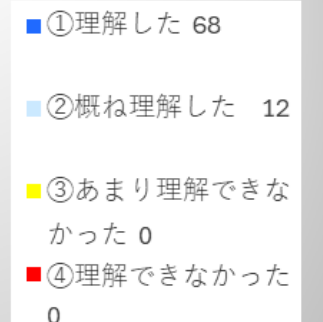 ①理解した 68
②概ね理解した　12
③あまり理解できな
かった 0
④理解できなかった
0